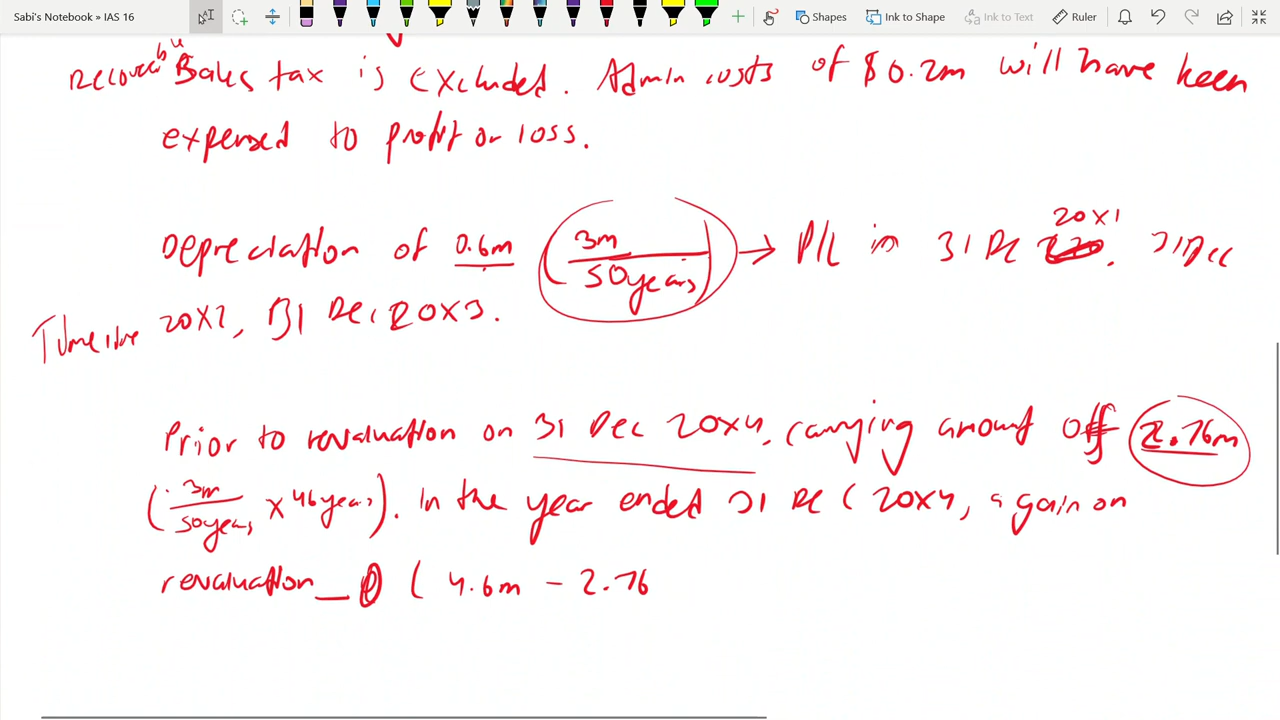 Sabi's Notebook » IAS 16
Shapes Ink to Shape Ink to Text Ruler
Sales tax is excluded. Admin costs of $0.2m will have been
expensed to profit or loss.
20X1
Depreciation of 0.6m (3m / 50years) → P/L in 31 Dec . 31 Dec
Timeline 20X2, 31 Dec 20X3.
Prior to revaluation on 31 Dec 20X4, carrying amount of 2.76m
(3m / 50years x 46years). In the year ended 31 Dec 20X4, a gain on
revaluation ( 4.6m - 2.76